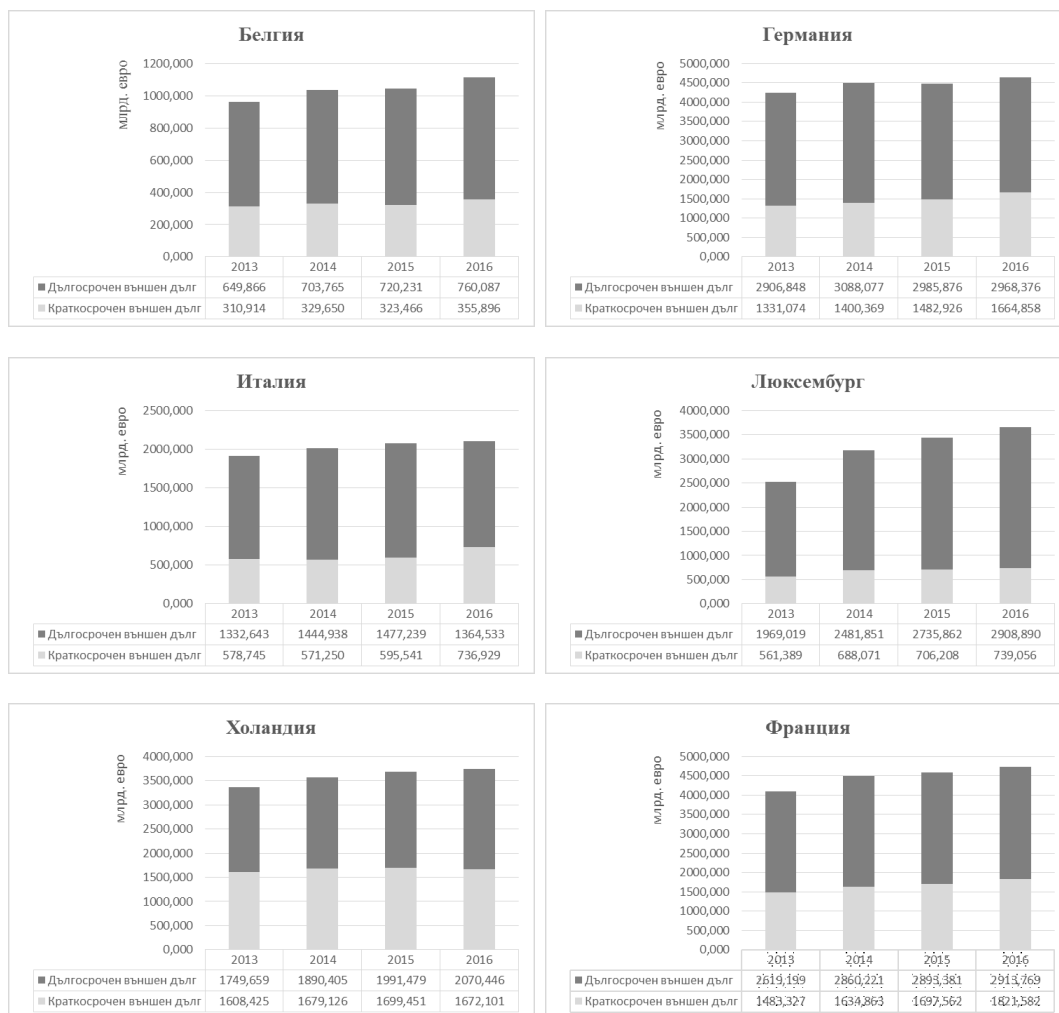 Белгия
млрд. евро
1200,000
1000,000
800,000
600,000
400,000
200,000
0,000
2013 2014 2015 2016
Дългосрочен външен дълг 649,866 703,765 720,231 760,087
Краткосрочен външен дълг 310,914 329,650 323,466 355,896
Германия
млрд. евро
5000,000
4500,000
4000,000
3500,000
3000,000
2500,000
2000,000
1500,000
1000,000
500,000
0,000
2013 2014 2015 2016
Дългосрочен външен дълг 2906,848 3088,077 2985,876 2968,376
Краткосрочен външен дълг 1331,074 1400,369 1482,926 1664,858
Италия
млрд. евро
2500,000
2000,000
1500,000
1000,000
500,000
0,000
2013 2014 2015 2016
Дългосрочен външен дълг 1332,643 1444,938 1477,239 1364,533
Краткосрочен външен дълг 578,745 571,250 595,541 736,929
Люксембург
млрд. евро
4000,000
3500,000
3000,000
2500,000
2000,000
1500,000
1000,000
500,000
0,000
2013 2014 2015 2016
Дългосрочен външен дълг 1969,019 2481,851 2735,862 2908,890
Краткосрочен външен дълг 561,389 688,071 706,208 739,056
Холандия
млрд. евро
4000,000
3500,000
3000,000
2500,000
2000,000
1500,000
1000,000
500,000
0,000
2013 2014 2015 2016
Дългосрочен външен дълг 1749,659 1890,405 1991,479 2070,446
Краткосрочен външен дълг 1608,425 1679,126 1699,451 1672,101
Франция
млрд. евро
5000,000
4500,000
4000,000
3500,000
3000,000
2500,000
2000,000
1500,000
1000,000
500,000
0,000
2013 2014 2015 2016
Дългосрочен външен дълг
Краткосрочен външен дълг